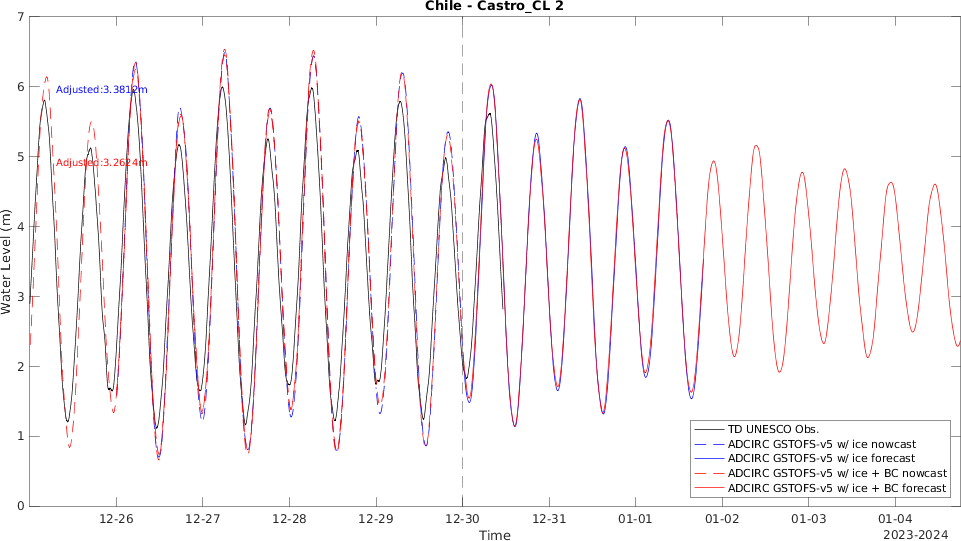 Chile - Castro_CL 2
7
6
5
4
3
2
1
0
Water Level (m)
Adjusted:3.3812m
Adjusted:3.2624m
TD UNESCO Obs.
ADCIRC GSTOFS-v5 w/ ice nowcast
ADCIRC GSTOFS-v5 w/ ice forecast
ADCIRC GSTOFS-v5 w/ ice + BC nowcast
ADCIRC GSTOFS-v5 w/ ice + BC forecast
12-26 12-27 12-28 12-29 12-30 12-31 01-01 01-02 01-03 01-04
Time
2023-2024